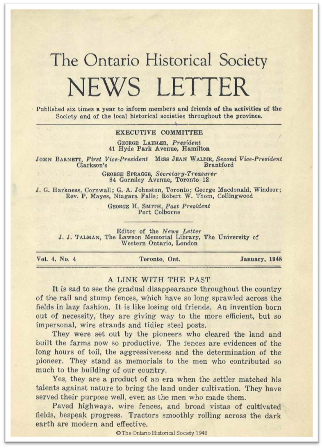 The Ontario Historical Society
NEWS LETTER
Published six times a year to inform members and friends of the activities of the
Society and of the local historical societies throughout the province.
EXECUTIVE COMMITTEE
GEORGE LAIDLER, President
41 Hyde Park Avenue, Hamilton
JOHN BARNETT, First Vice-President MISS JEAN WALDIE, Second Vice-President
Clarkson's Brantford
GEORGE SPRAGGE, Secretary-Treasurer
84 Gormley Avenue, Toronto 12
J. G. Harkness, Cornwall; G. A. Johnston, Toronto; George Macdonald, Windsor;
Rev. F. Mayes, Niagara Falls; Robert W. Thom, Collingwood
GEORGE H. SMITH, Past President
Port Colborne
Editor of the News Letter
J. J. TALMAN, The Lawson Memorial Library, The University of
Western Ontario, London
Vol. 4, No. 4 Toronto, Ont. January, 1948
A LINK WITH THE PAST
It is sad to see the gradual disappearance throughout the country
of the rail and stump fences, which have so long sprawled across the
fields in lazy fashion. It is like losing old friends. An invention born
out of necessity, they are giving way to the more efficient, but so
impersonal, wire strands and tidier steel posts.
They were set out by the pioneers who cleared the land and
built the farms now so productive. The fences are evidences of the
long hours of toil, the aggressiveness and the determination of the
pioneer. They stand as memorials to the men who contributed so
much to the building of our country.
Yes, they are a product of an era when the settler matched his
talents against nature to bring the land under cultivation. They have
served their purpose well, even as the men who made them.
Paved highways, wire fences, and broad vistas of cultivated
fields, bespeak progress. Tractors smoothly rolling across the dark
earth are modern and effective.
© The Ontario Historical Society 1948